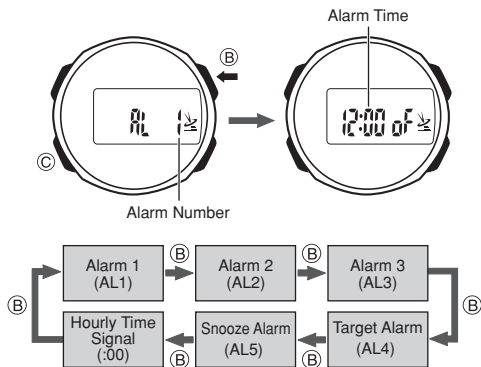 Alarm Time
Ⓑ
AL 1
12:00 oF
Ⓒ
Alarm Number
Alarm 1
(AL1)
Ⓑ
Alarm 2
(AL2)
Ⓑ
Alarm 3
(AL3)
Ⓑ
Ⓑ
Hourly Time
Signal
(:00)
Ⓑ
Snooze Alarm
(AL5)
Ⓑ
Target Alarm
(AL4)